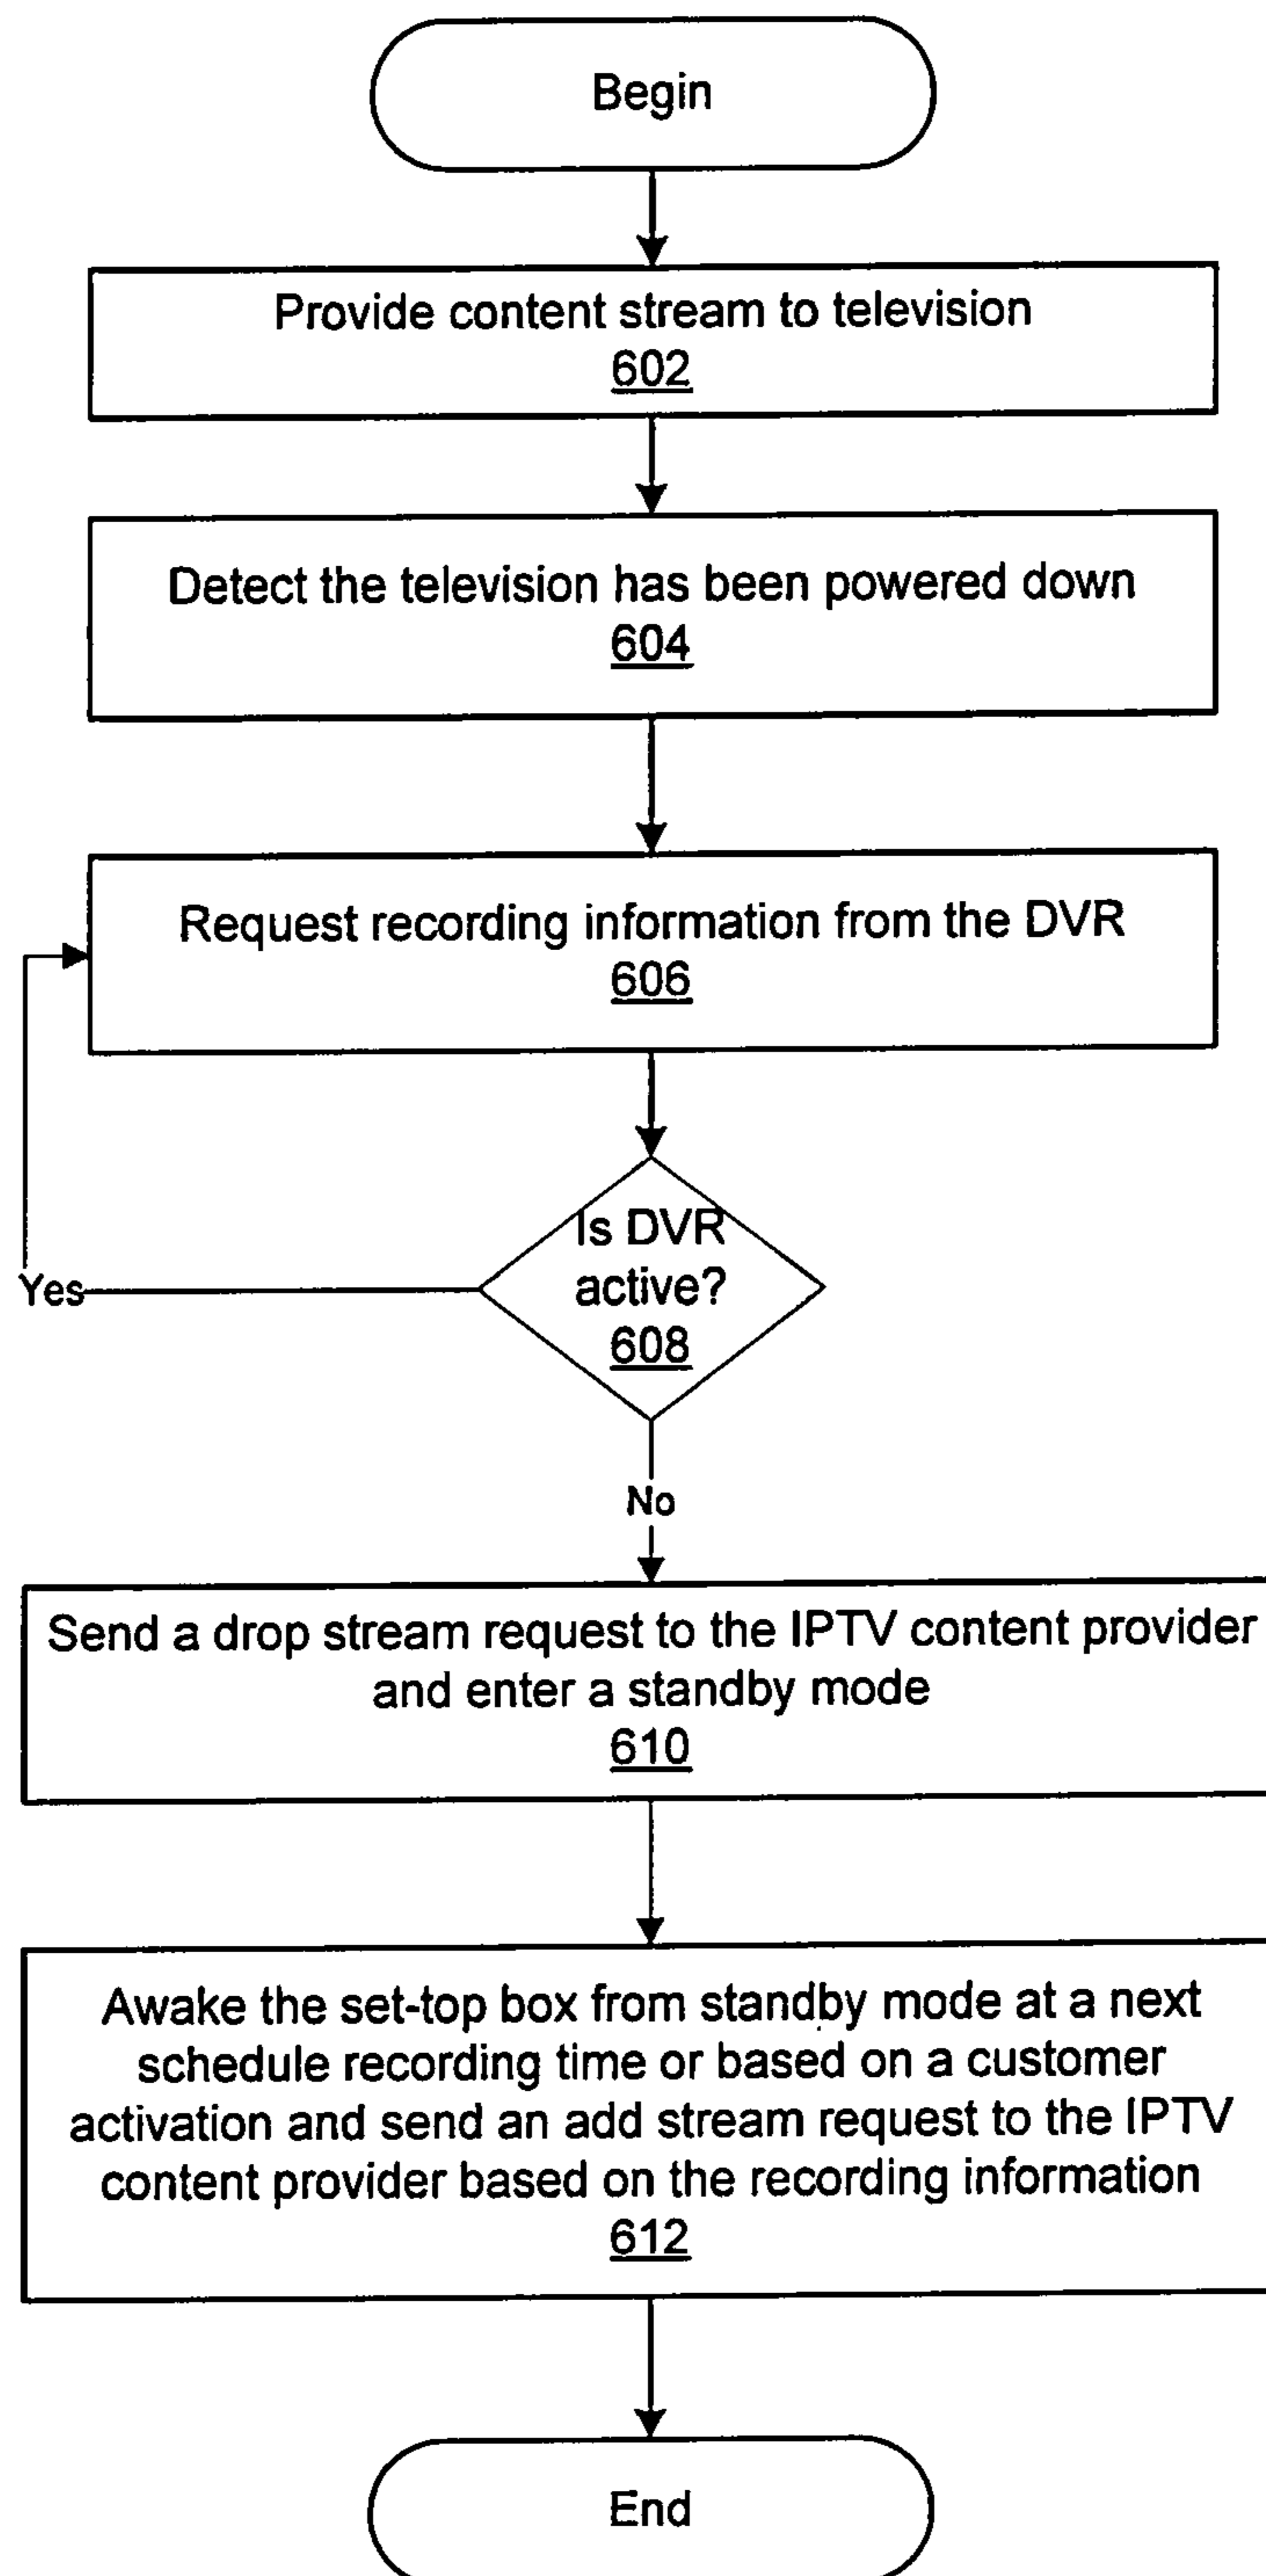 Begin
Provide content stream to television
602
Detect the television has been powered down
604
Request recording information from the DVR
606
Is DVR
active?
608
Yes
No
Send a drop stream request to the IPTV content provider
and enter a standby mode
610
Awake the set-top box from standby mode at a next
schedule recording time or based on a customer
activation and send an add stream request to the IPTV
content provider based on the recording information
612
End